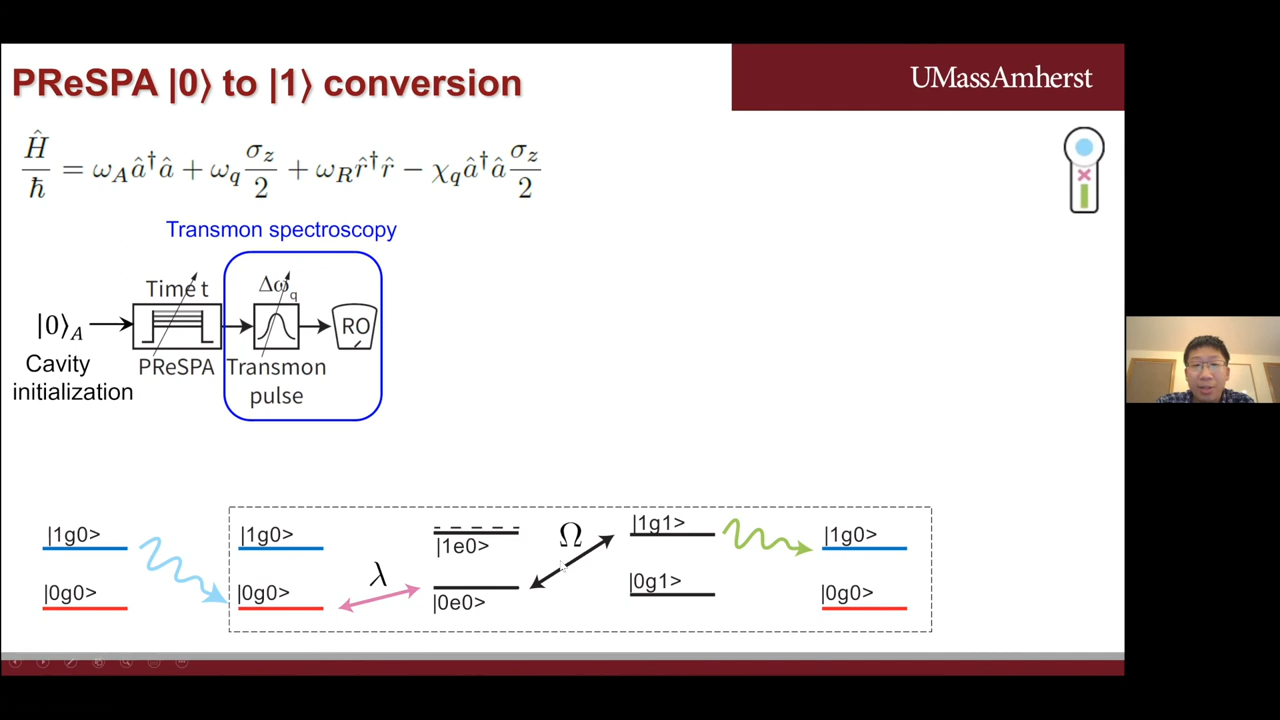 PReSPA |0⟩ to |1⟩ conversion
UMassAmherst
Ĥ/ħ = ω_A â†â + ω_q σ_z/2 + ω_R r̂†r̂ − χ_q â†â σ_z/2
Transmon spectroscopy
Time t
Δω_q
|0⟩_A
RO
Cavity
initialization
PReSPA
Transmon
pulse
|1g0>
|0g0>
|1g0>
|0g0>
λ
|1e0>
|0e0>
Ω
|1g1>
|0g1>
|1g0>
|0g0>